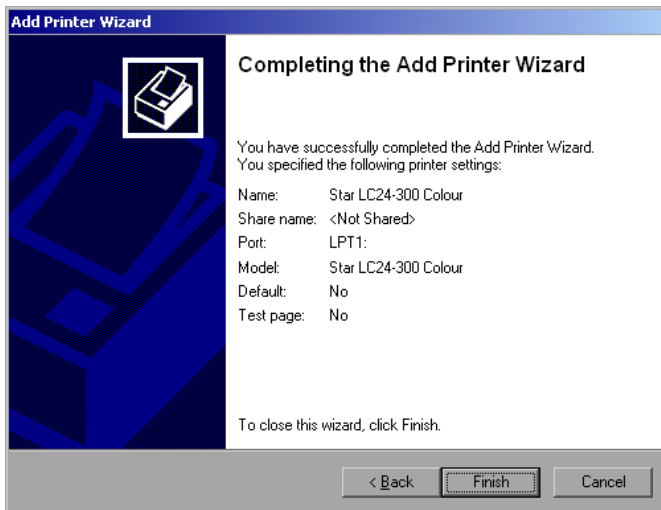 Add Printer Wizard
Completing the Add Printer Wizard
You have successfully completed the Add Printer Wizard.
You specified the following printer settings:
Name: Star LC24-300 Colour
Share name: <Not Shared>
Port: LPT1:
Model: Star LC24-300 Colour
Default: No
Test page: No
To close this wizard, click Finish.
< Back Finish Cancel